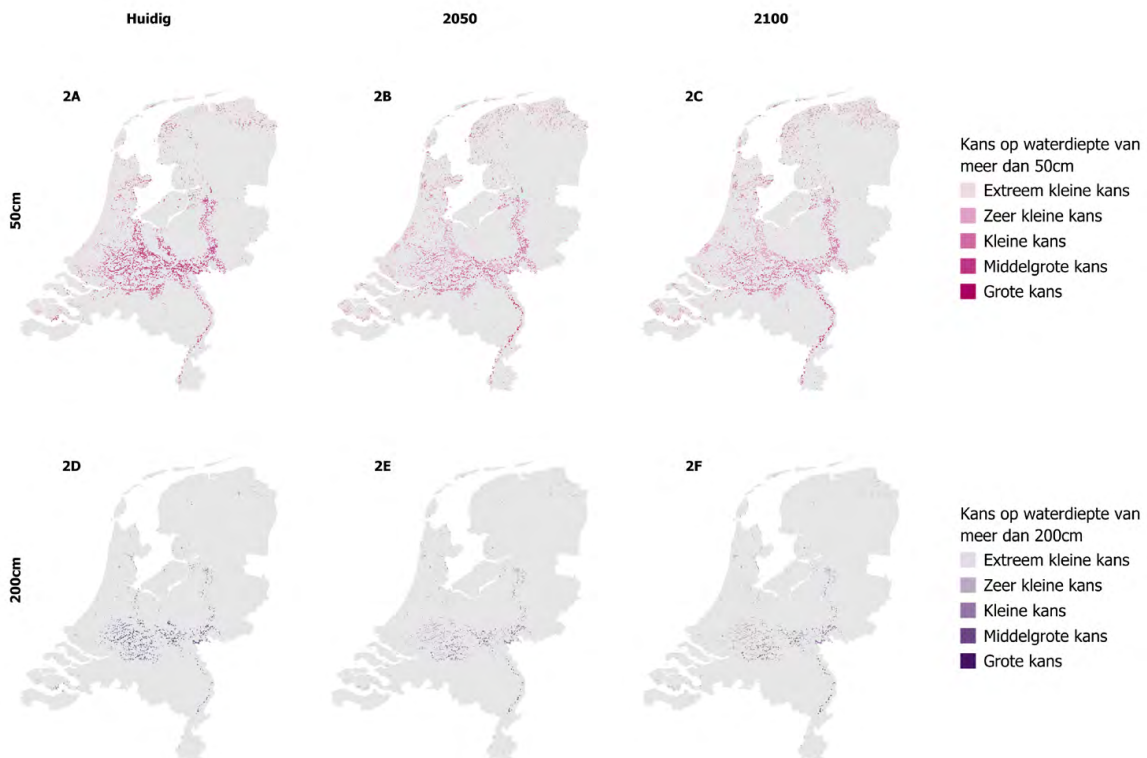 Huidig
2050
2100
2A
2B
2C
50cm
Kans op waterdiepte van
meer dan 50cm
Extreem kleine kans
Zeer kleine kans
Kleine kans
Middelgrote kans
Grote kans
2D
2E
2F
200cm
Kans op waterdiepte van
meer dan 200cm
Extreem kleine kans
Zeer kleine kans
Kleine kans
Middelgrote kans
Grote kans